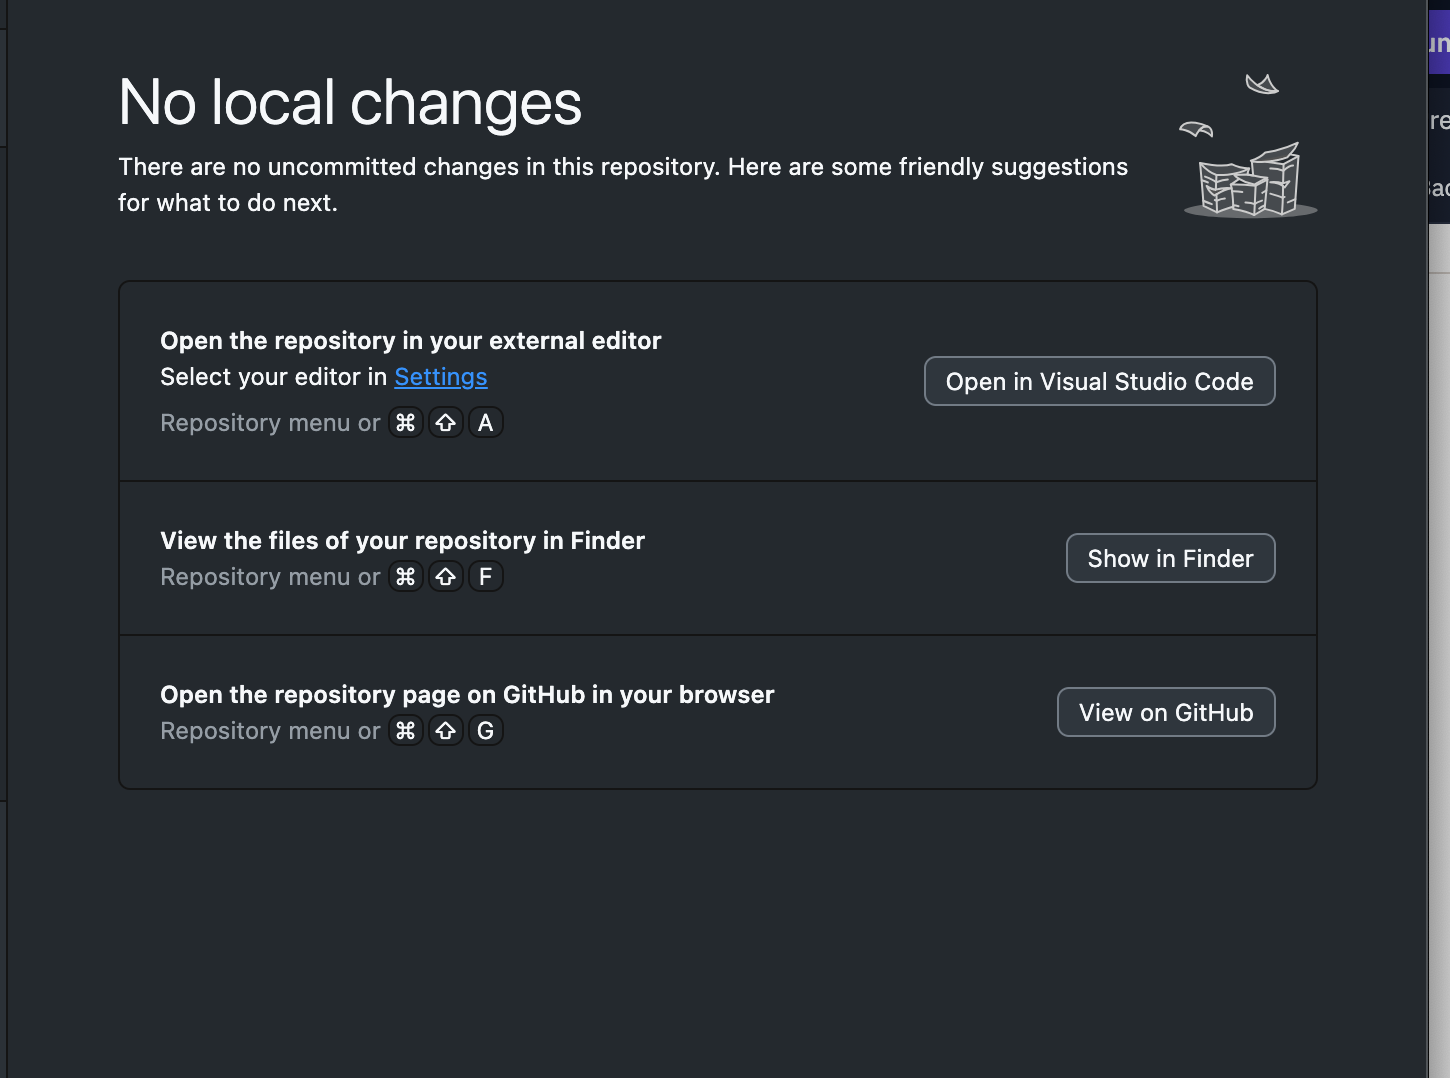 No local changes
There are no uncommitted changes in this repository. Here are some friendly suggestions
for what to do next.
Open the repository in your external editor
Select your editor in Settings
Repository menu or ⌘ ⇧ A
Open in Visual Studio Code
View the files of your repository in Finder
Repository menu or ⌘ ⇧ F
Show in Finder
Open the repository page on GitHub in your browser
Repository menu or ⌘ ⇧ G
View on GitHub